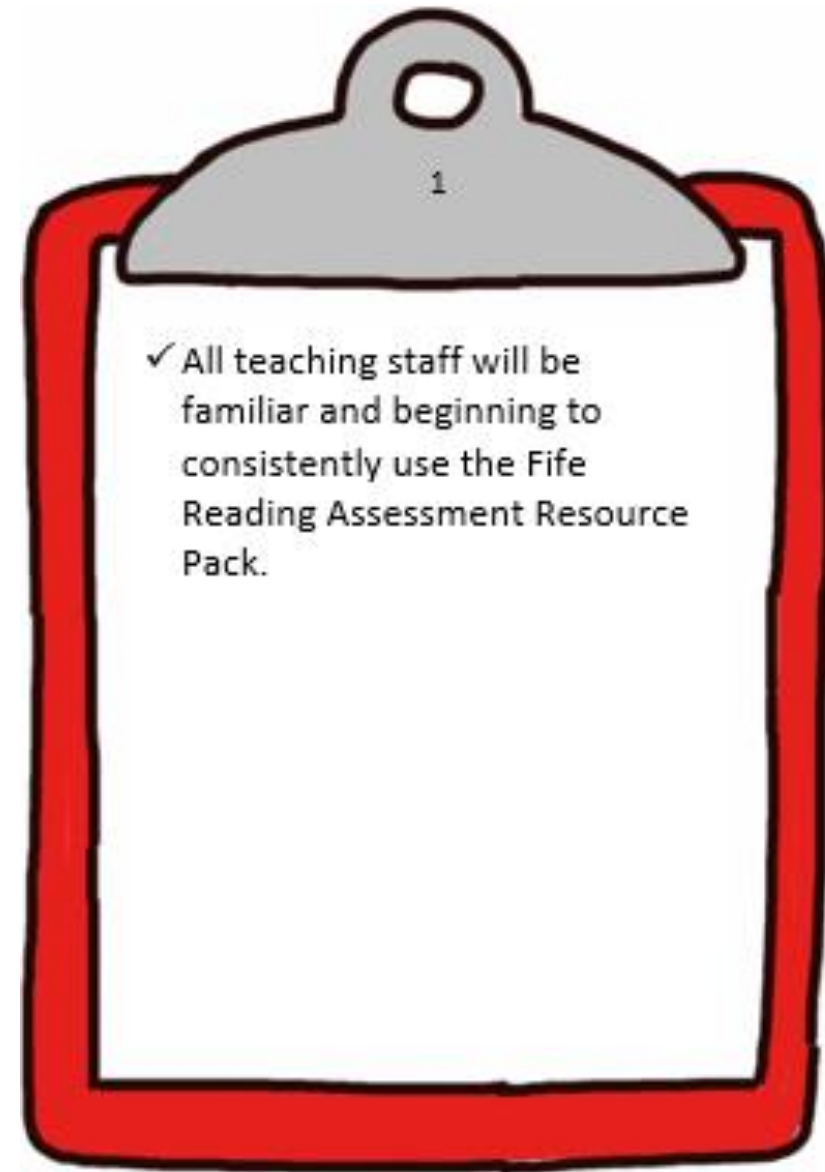 1
✓ All teaching staff will be
familiar and beginning to
consistently use the Fife
Reading Assessment Resource
Pack.